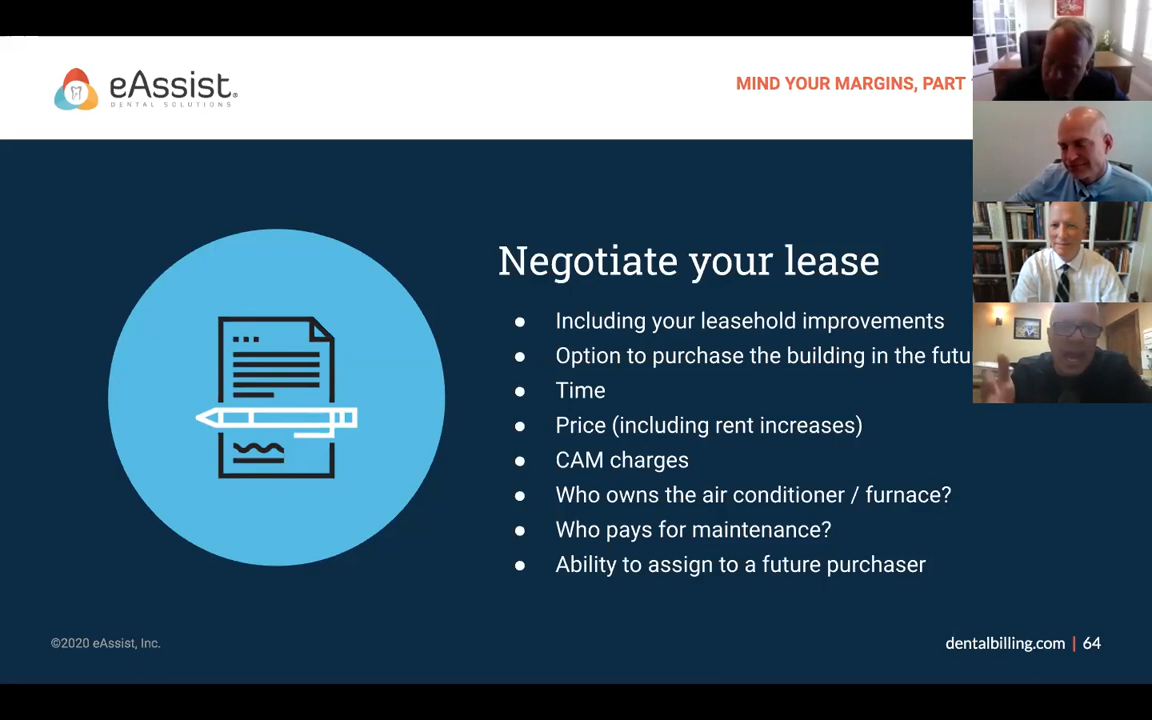 eAssist®
DENTAL SOLUTIONS
MIND YOUR MARGINS, PART
Negotiate your lease
● Including your leasehold improvements
● Option to purchase the building in the futu
● Time
● Price (including rent increases)
● CAM charges
● Who owns the air conditioner / furnace?
● Who pays for maintenance?
● Ability to assign to a future purchaser
©2020 eAssist, Inc.
dentalbilling.com | 64